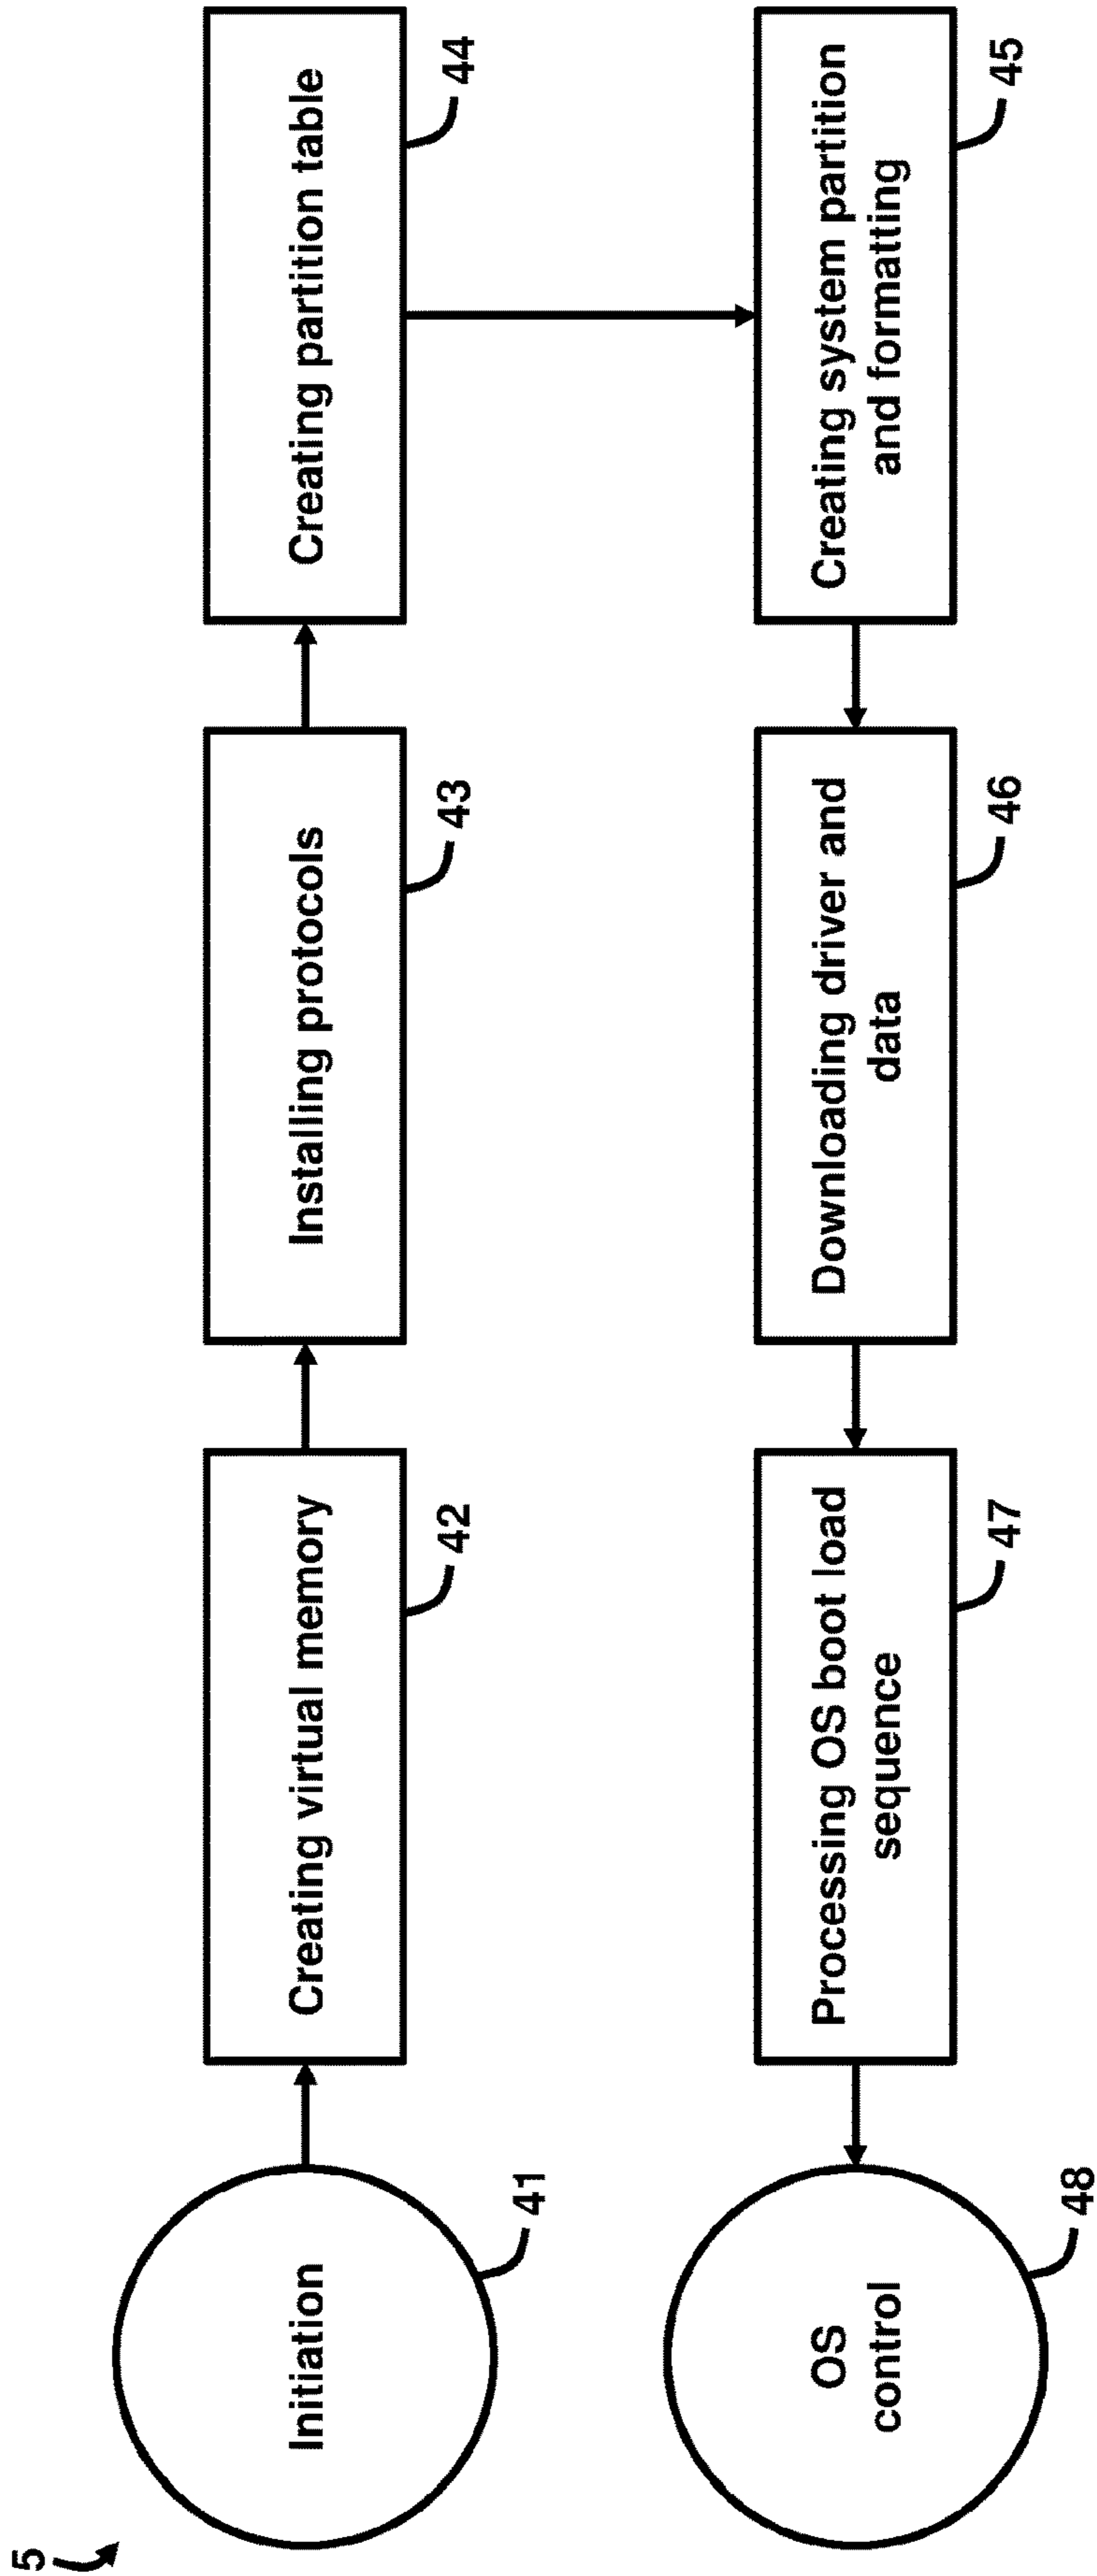 5
Initiation
41
Creating virtual memory
42
Installing protocols
43
Creating partition table
44
Creating system partition
and formatting
45
Downloading driver and
data
46
Processing OS boot load
sequence
47
OS
control
48